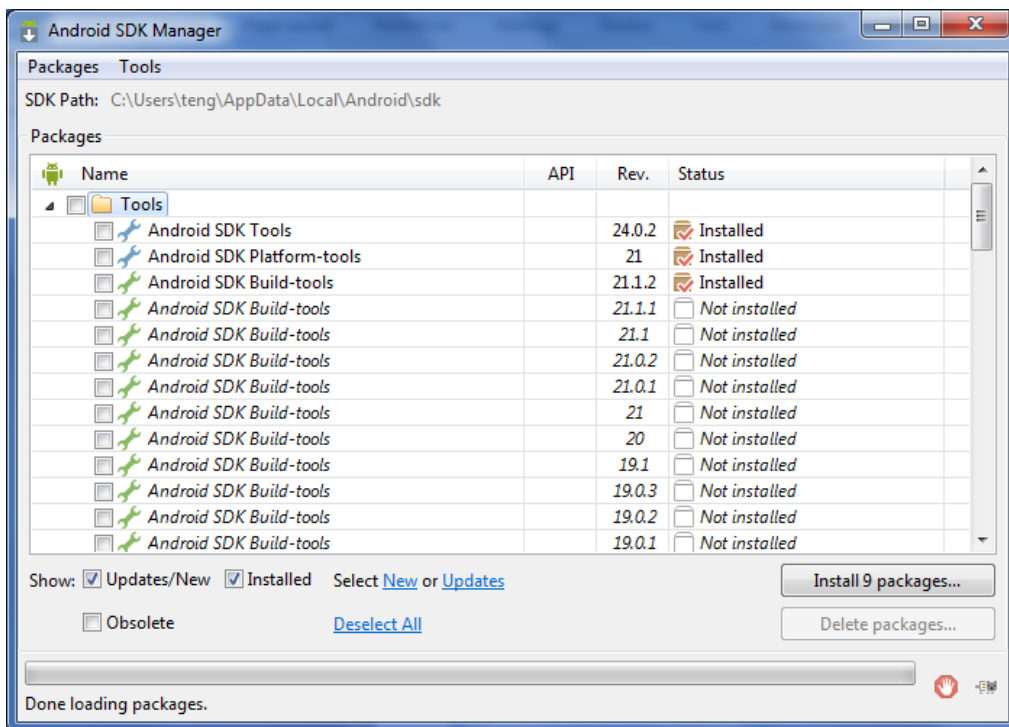 Android SDK Manager
Packages Tools
SDK Path: C:\Users\teng\AppData\Local\Android\sdk
Packages
Name API Rev. Status
Tools
Android SDK Tools 24.0.2 Installed
Android SDK Platform-tools 21 Installed
Android SDK Build-tools 21.1.2 Installed
Android SDK Build-tools 21.1.1 Not installed
Android SDK Build-tools 21.1 Not installed
Android SDK Build-tools 21.0.2 Not installed
Android SDK Build-tools 21.0.1 Not installed
Android SDK Build-tools 21 Not installed
Android SDK Build-tools 20 Not installed
Android SDK Build-tools 19.1 Not installed
Android SDK Build-tools 19.0.3 Not installed
Android SDK Build-tools 19.0.2 Not installed
Android SDK Build-tools 19.0.1 Not installed
Show: Updates/New Installed Select New or Updates Install 9 packages...
Obsolete Deselect All Delete packages...
Done loading packages.